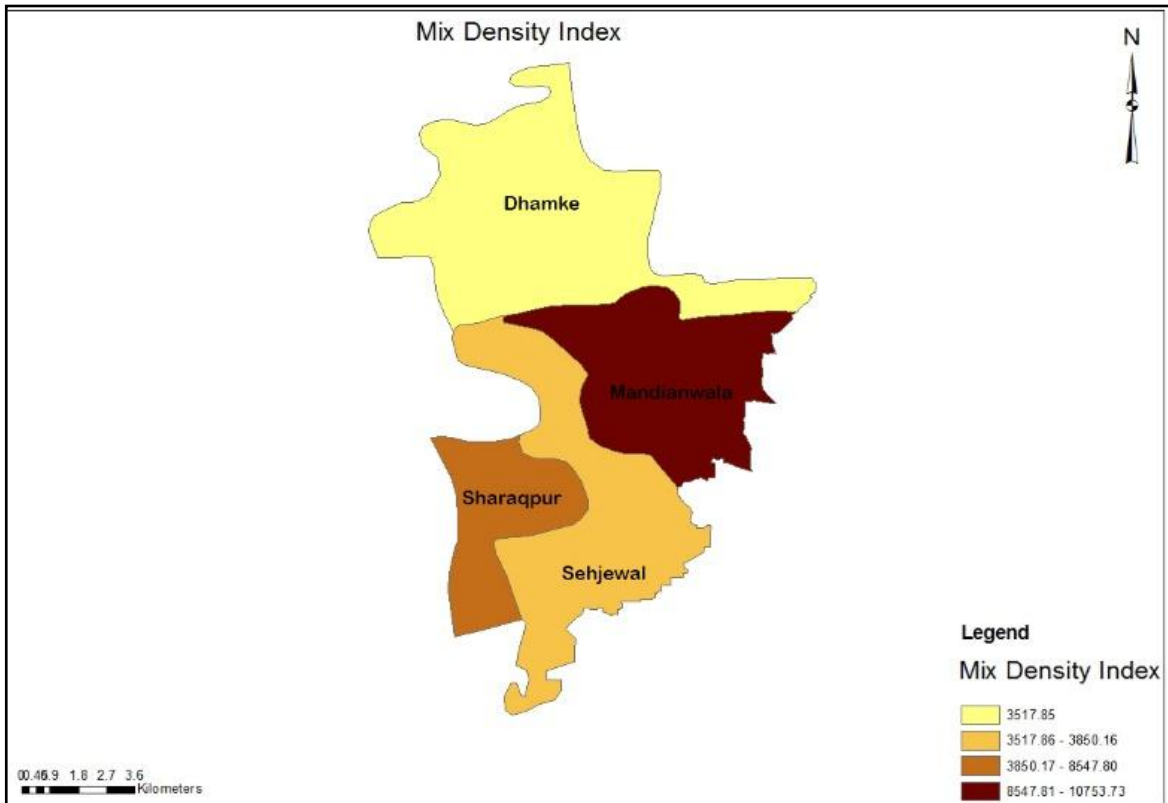 Mix Density Index
N
Dhamke
Mandianwala
Sharaqpur
Sehjewal
Legend
Mix Density Index
3517.85
3517.86 - 3850.16
3850.17 - 8547.80
8547.81 - 10753.73
1.8 2.7 3.6
Kilometers